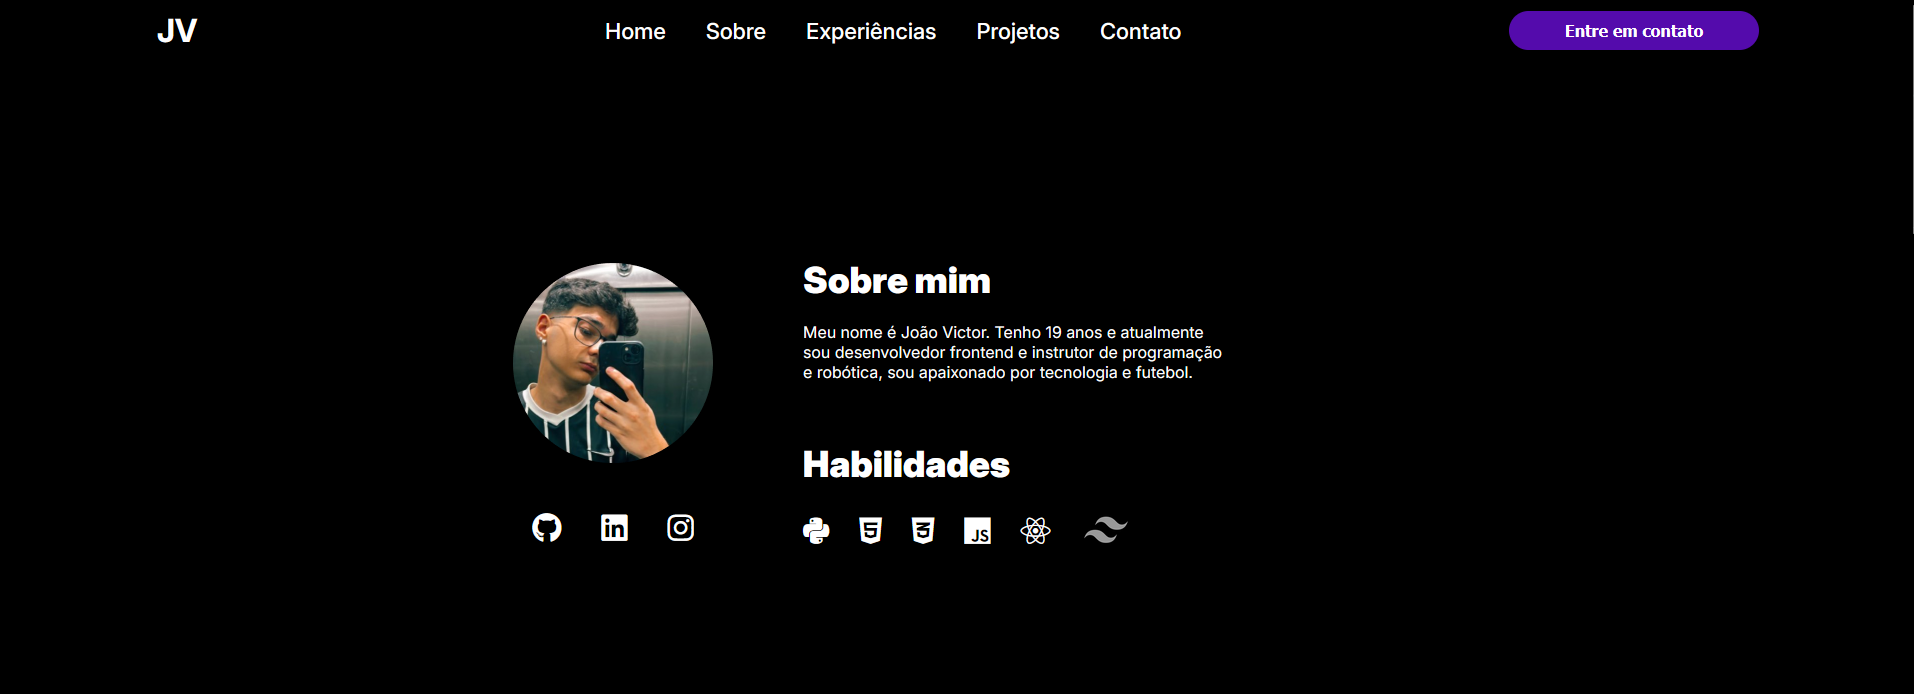 JV
Home Sobre Experiências Projetos Contato
Entre em contato
Sobre mim
Meu nome é João Victor. Tenho 19 anos e atualmente
sou desenvolvedor frontend e instrutor de programação
e robótica, sou apaixonado por tecnologia e futebol.
Habilidades
in
JS